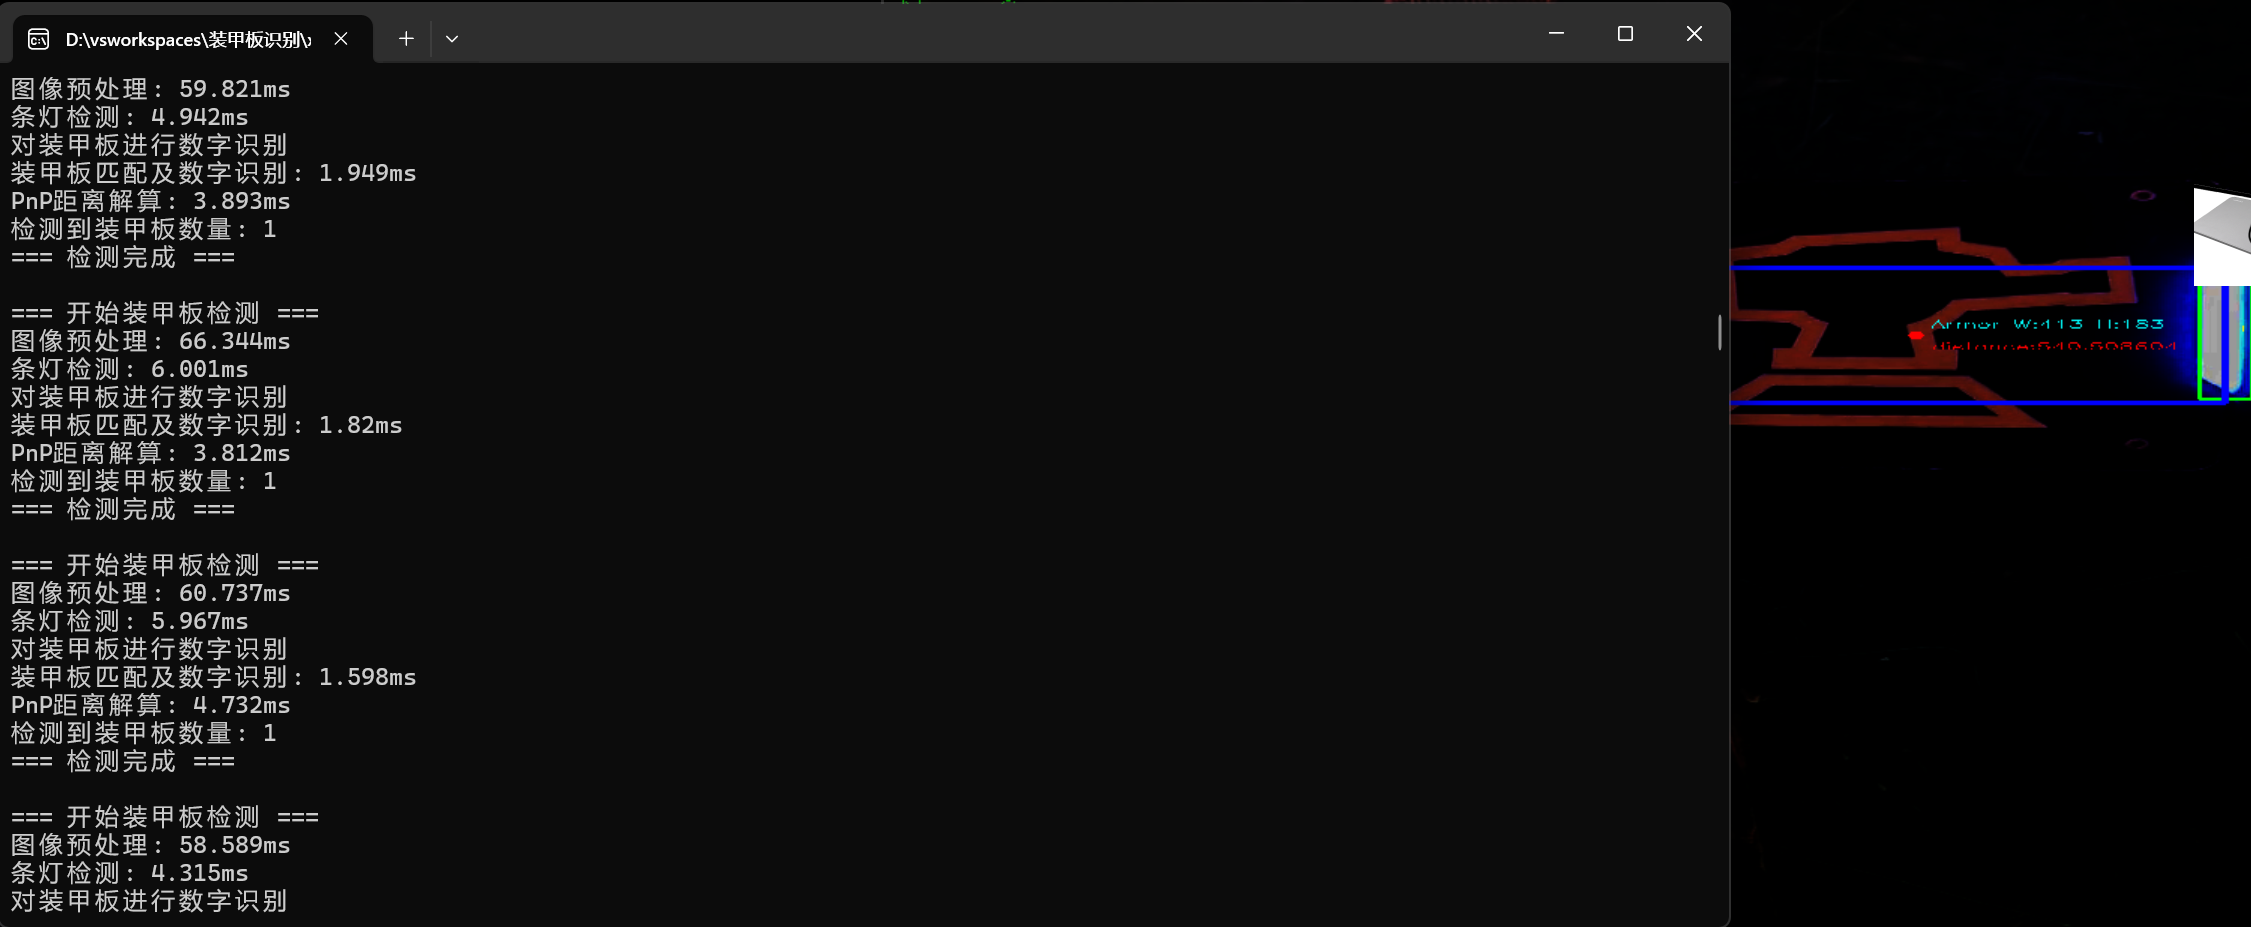 D:\vsworkspaces\装甲板识别\
图像预处理: 59.821ms
条灯检测: 4.942ms
对装甲板进行数字识别
装甲板匹配及数字识别: 1.949ms
PnP距离解算: 3.893ms
检测到装甲板数量: 1
=== 检测完成 ===
=== 开始装甲板检测 ===
图像预处理: 66.344ms
条灯检测: 6.001ms
对装甲板进行数字识别
装甲板匹配及数字识别: 1.82ms
PnP距离解算: 3.812ms
检测到装甲板数量: 1
=== 检测完成 ===
=== 开始装甲板检测 ===
图像预处理: 60.737ms
条灯检测: 5.967ms
对装甲板进行数字识别
装甲板匹配及数字识别: 1.598ms
PnP距离解算: 4.732ms
检测到装甲板数量: 1
=== 检测完成 ===
=== 开始装甲板检测 ===
图像预处理: 58.589ms
条灯检测: 4.315ms
对装甲板进行数字识别
Armor W:413 H:183